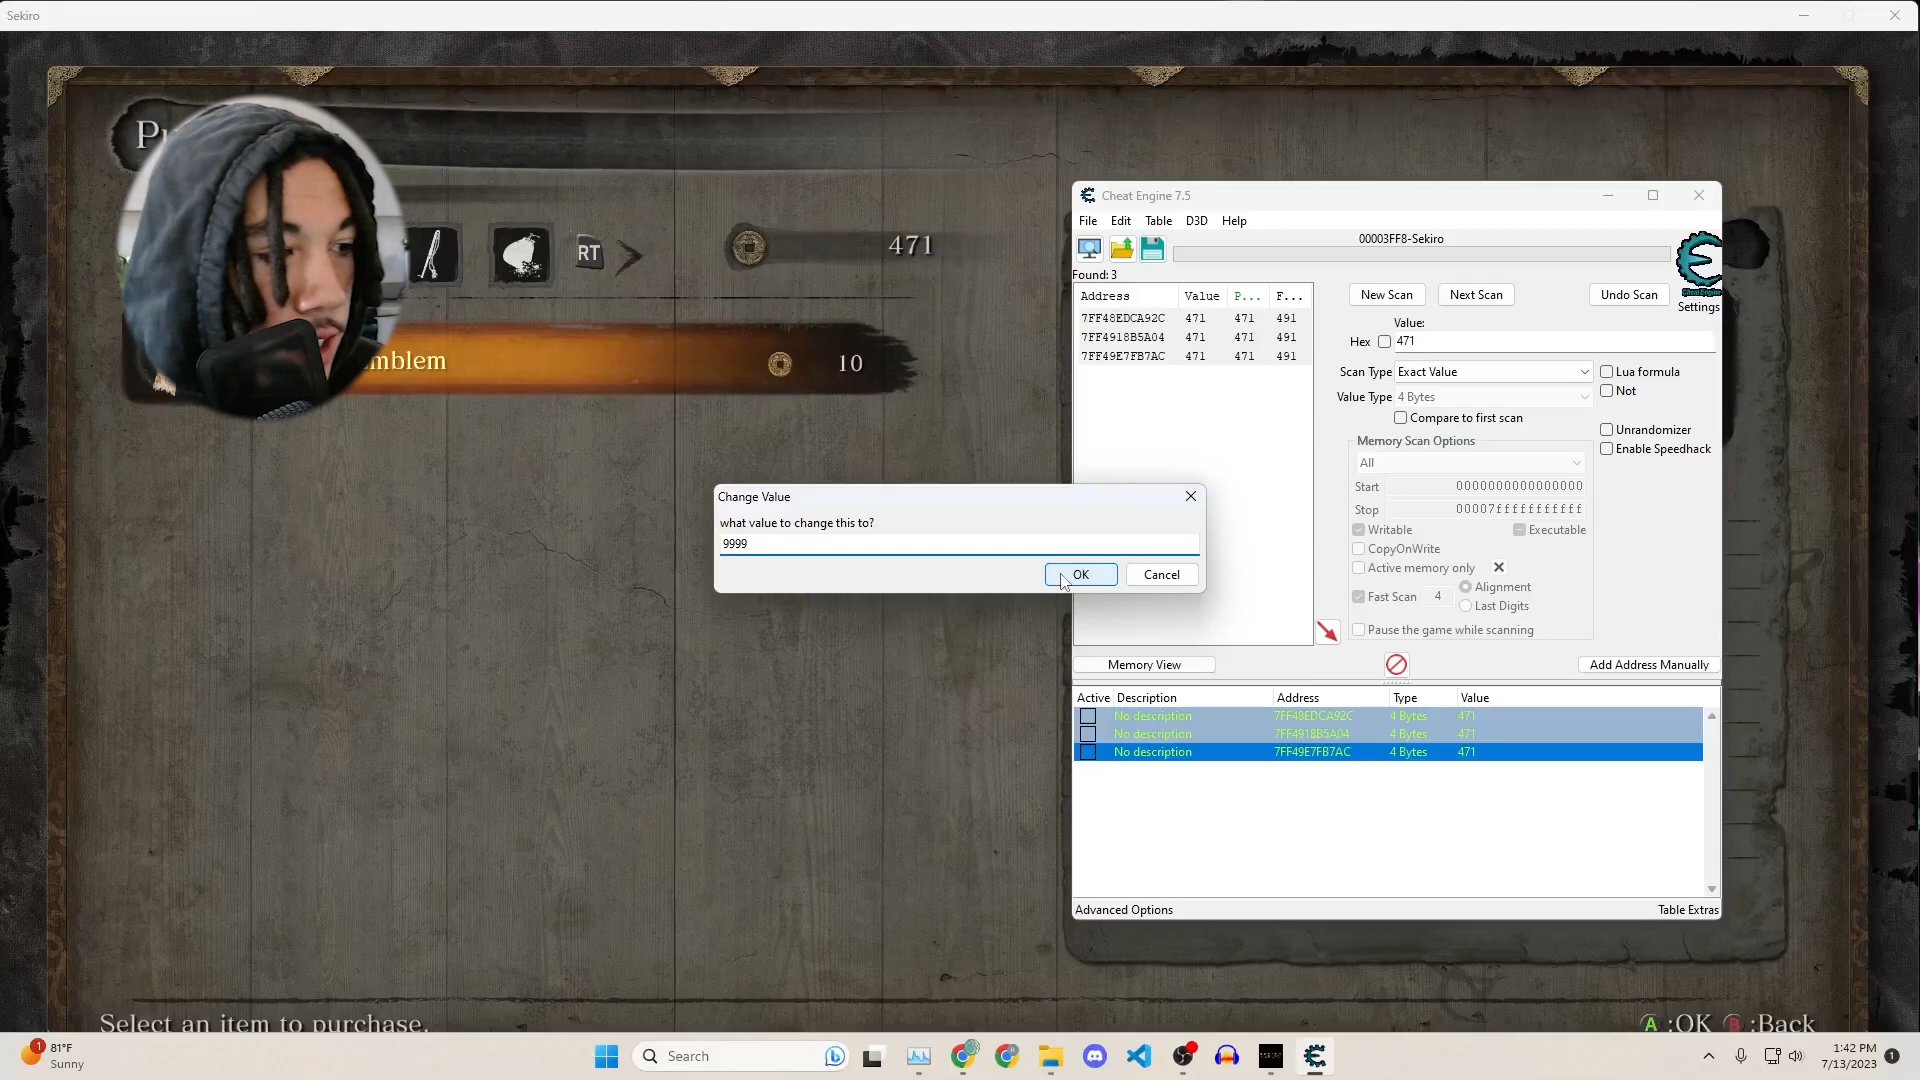 Sekiro
Pu
RT
471
mblem
10
Select an item to purchase.
A :OK B :Back
Cheat Engine 7.5
File Edit Table D3D Help
00003FF8-Sekiro
Found: 3
Address Value P... F...
7FF48EDCA92C 471 471 491
7FF4918B5A04 471 471 491
7FF49E7FB7AC 471 471 491
New Scan Next Scan Undo Scan
Cheat Engine
Settings
Value:
Hex 471
Scan Type Exact Value
Lua formula
Not
Value Type 4 Bytes
Compare to first scan
Unrandomizer
Enable Speedhack
Memory Scan Options
All
Start 0000000000000000
Stop 00007fffffffffff
Writable Executable
CopyOnWrite
Active memory only
Fast Scan 4 Alignment
Last Digits
Pause the game while scanning
Memory View Add Address Manually
Active Description Address Type Value
No description 7FF48EDCA92C 4 Bytes 471
No description 7FF4918B5A04 4 Bytes 471
No description 7FF49E7FB7AC 4 Bytes 471
Advanced Options Table Extras
Change Value
what value to change this to?
9999
OK Cancel
1
81°F
Sunny
Search
1:42 PM
7/13/2023
1